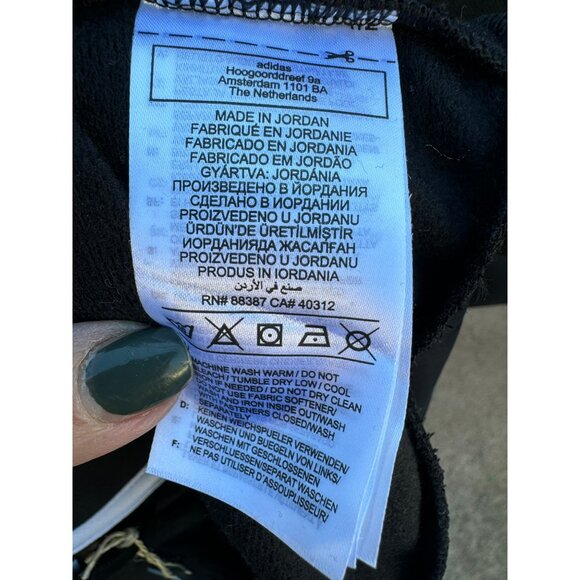 adidas
Hoogoorddreef 9a
Amsterdam 1101 BA
The Netherlands
MADE IN JORDAN
FABRIQUÉ EN JORDANIE
FABRICADO EN JORDANIA
FABRICADO EM JORDÃO
GYÁRTVA: JORDÁNIA
ПРОИЗВЕДЕНО В ЙОРДАНИЯ
СДЕЛАНО В ИОРДАНИИ
PROIZVEDENO U JORDANU
ÜRDÜN'DE ÜRETİLMİŞTİR
ИОРДАНИЯДА ЖАСАЛҒАН
PROIZVEDENO U JORDANU
PRODUS IN IORDANIA
صنع في الأردن
RN# 88387 CA# 40312
MACHINE WASH WARM / DO NOT
BLEACH / TUMBLE DRY LOW / COOL
IRON IF NEEDED / DO NOT DRY CLEAN
/ DO NOT USE FABRIC SOFTENER/
WITH AND IRON INSIDE OUT/WASH
FASTENERS CLOSED/WASH
SEPARATELY
D: KEINEN WEICHSPUELER VERWENDEN/
WASCHEN UND BUEGELN VON LINKS/
MIT GESCHLOSSENEN
VERSCHLUESSEN/SEPARAT WASCHEN
F: NE PAS UTILISER D'ASSOUPLISSEUR/